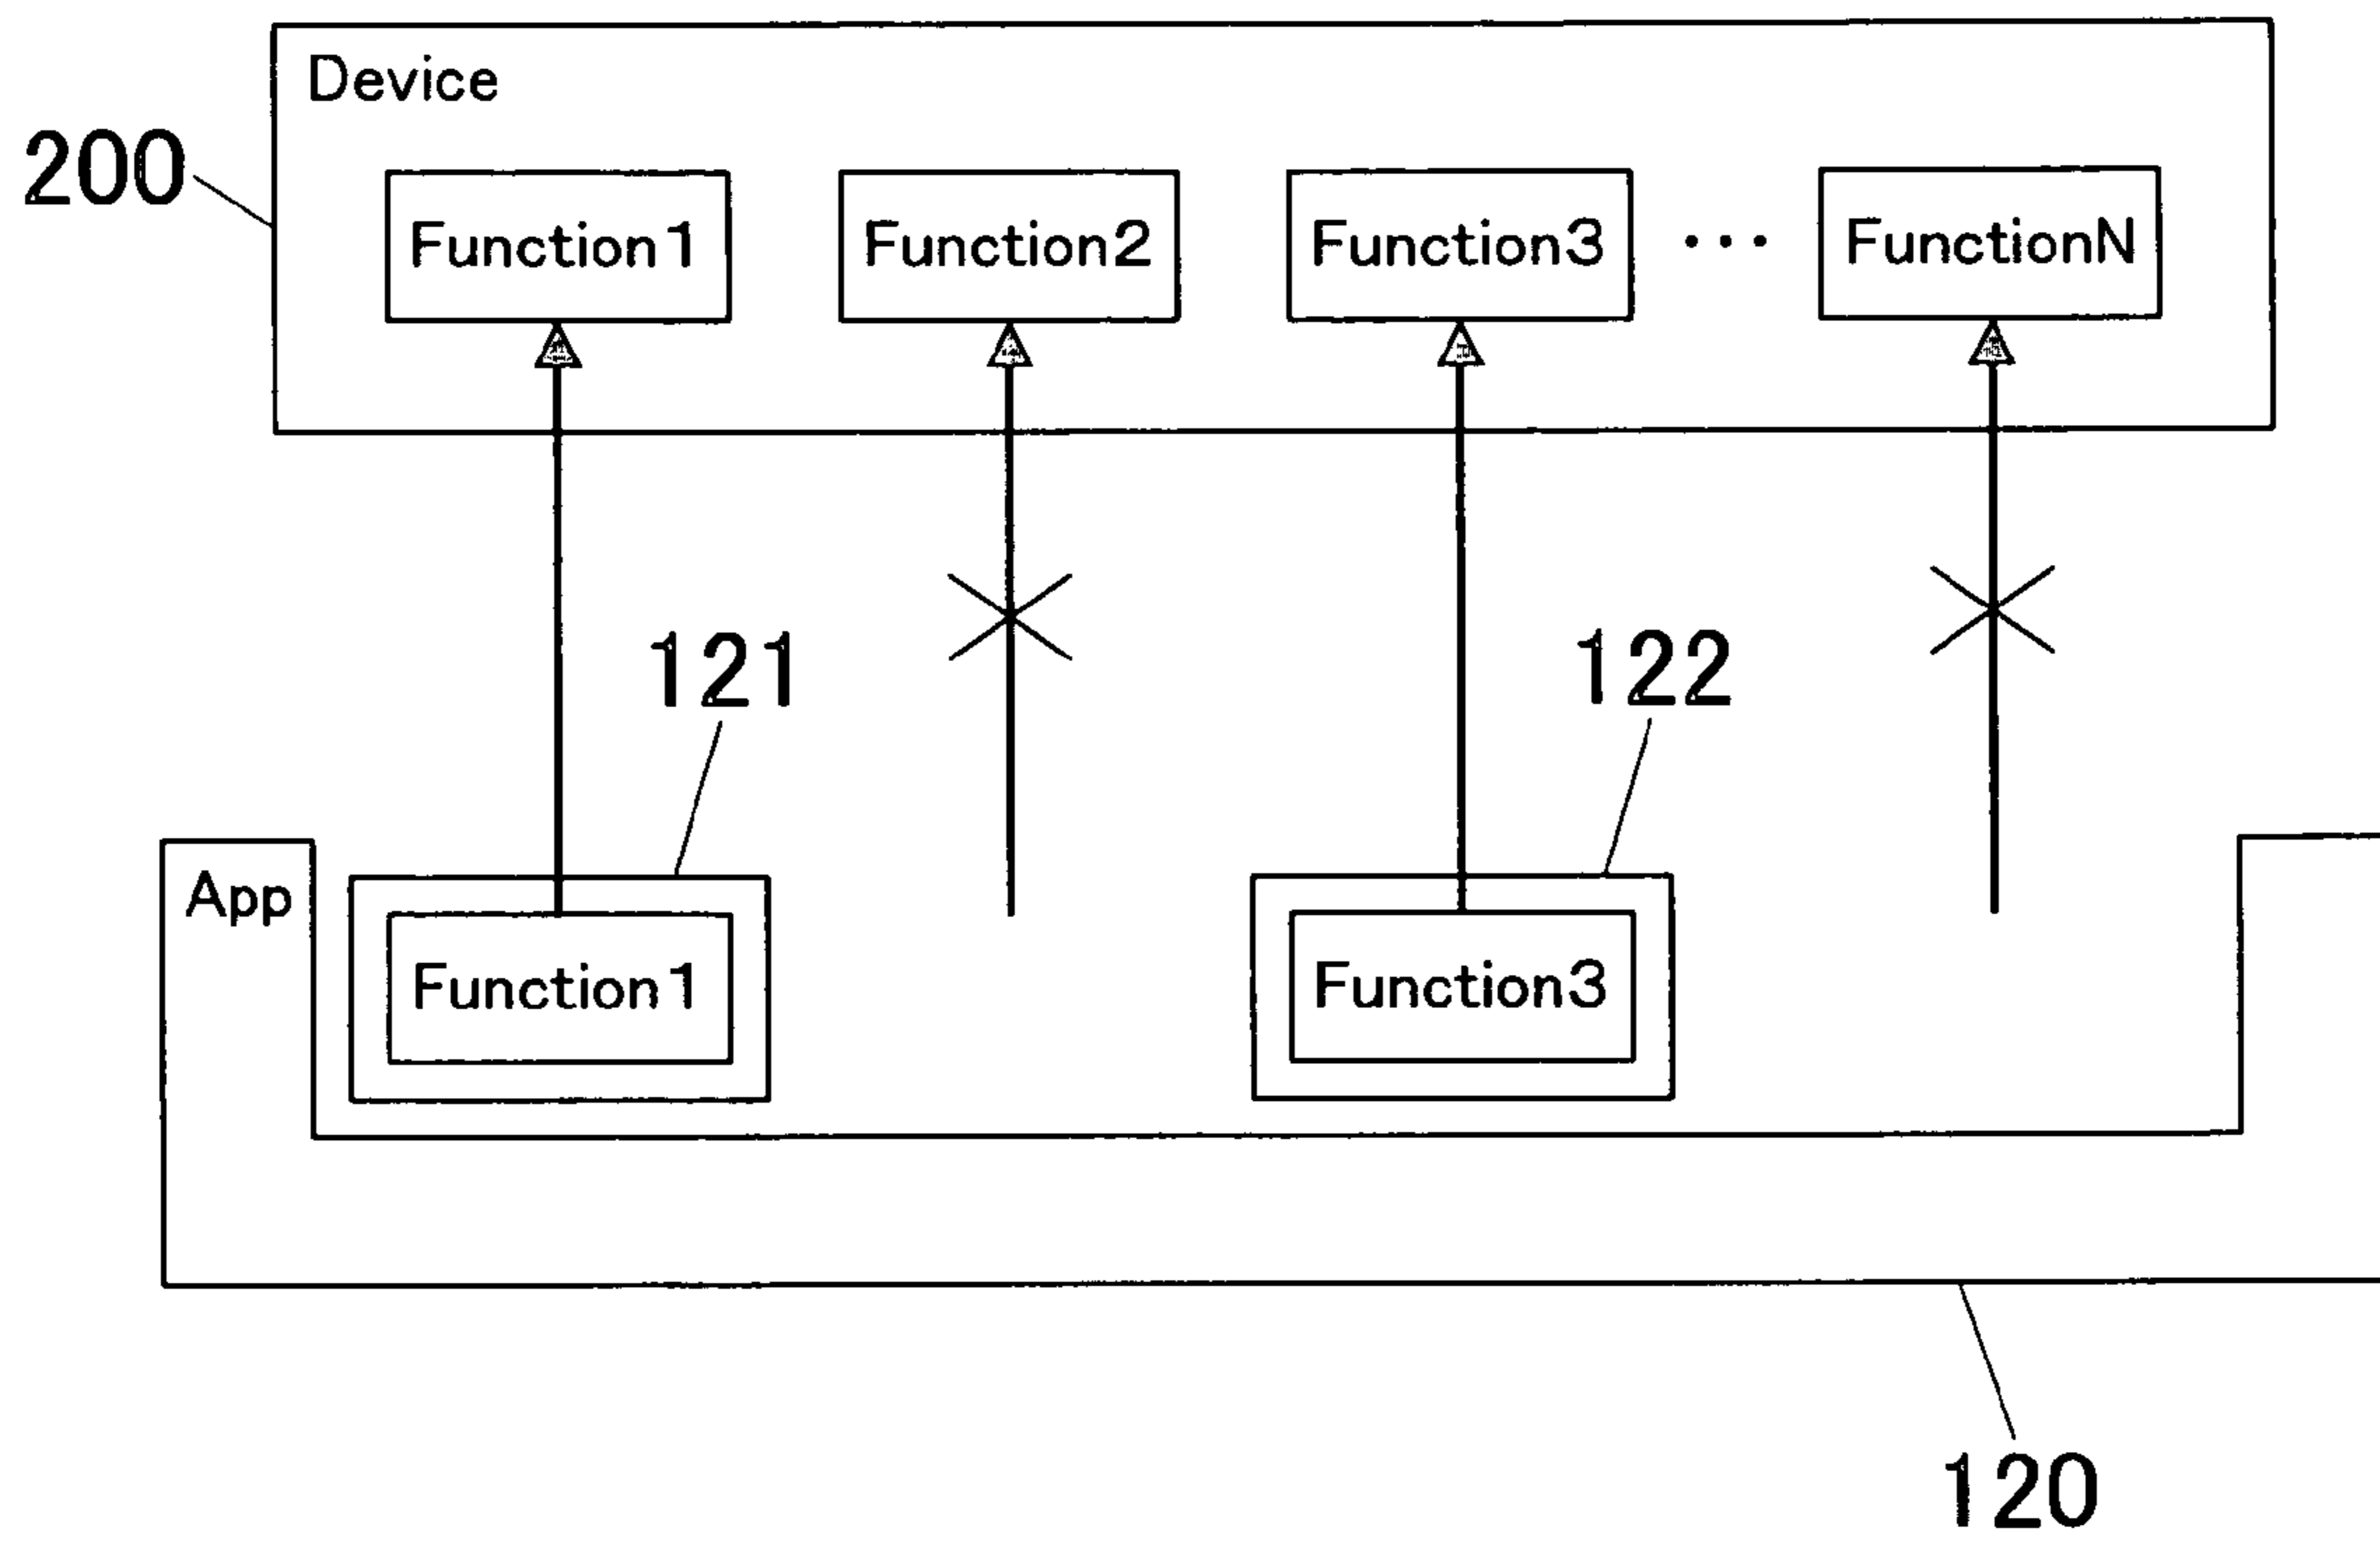 Device
200
Function1
Function2
Function3
•••
FunctionN
121
122
App
Function1
Function3
120